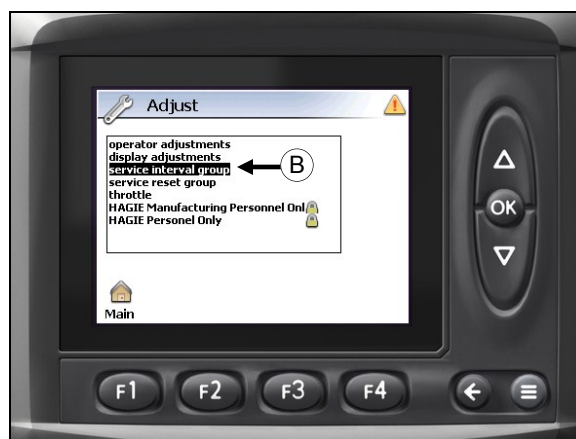 Adjust
operator adjustments
display adjustments
service interval group
B
service reset group
throttle
HAGIE Manufacturing Personnel Onl
HAGIE Personel Only
Main
OK
F1 F2 F3 F4